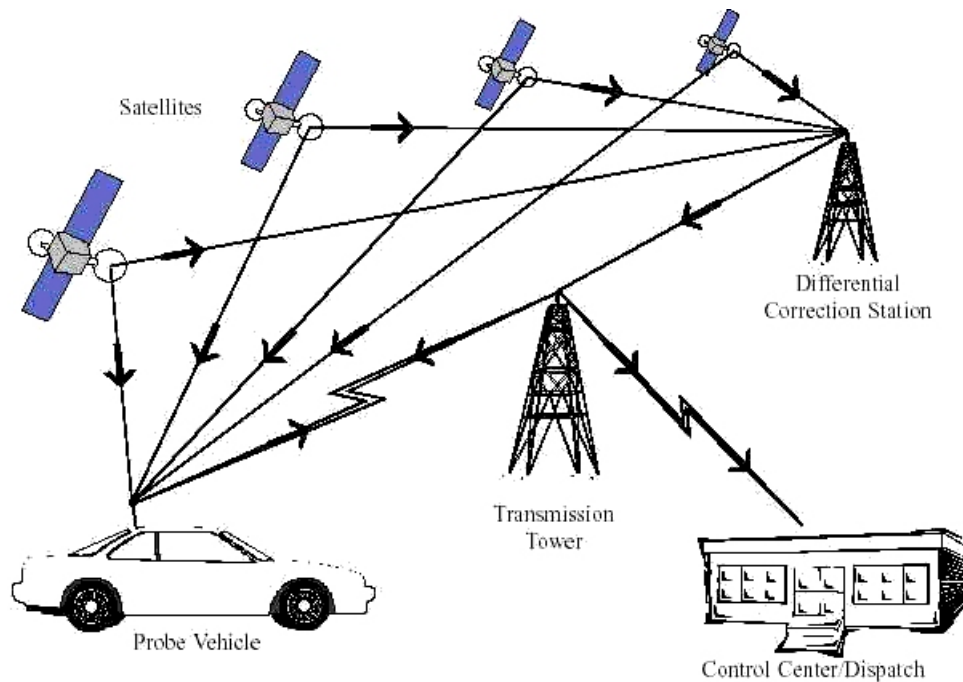 Satellites
Differential
Correction Station
Transmission
Tower
Probe Vehicle
Control Center/Dispatch